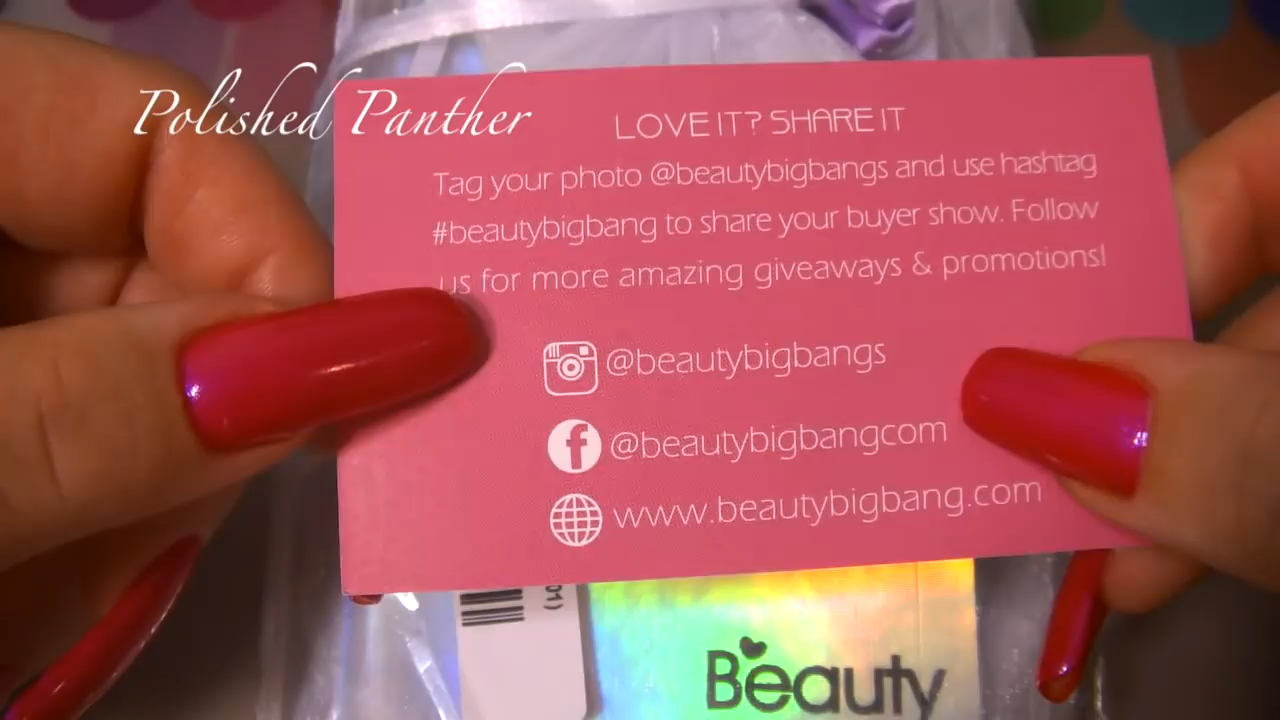 Polished Panther
LOVE IT? SHARE IT
Tag your photo @beautybigbangs and use hashtag
#beautybigbang to share your buyer show. Follow
us for more amazing giveaways & promotions!
@beautybigbangs
@beautybigbangcom
www.beautybigbang.com
01)
Beauty